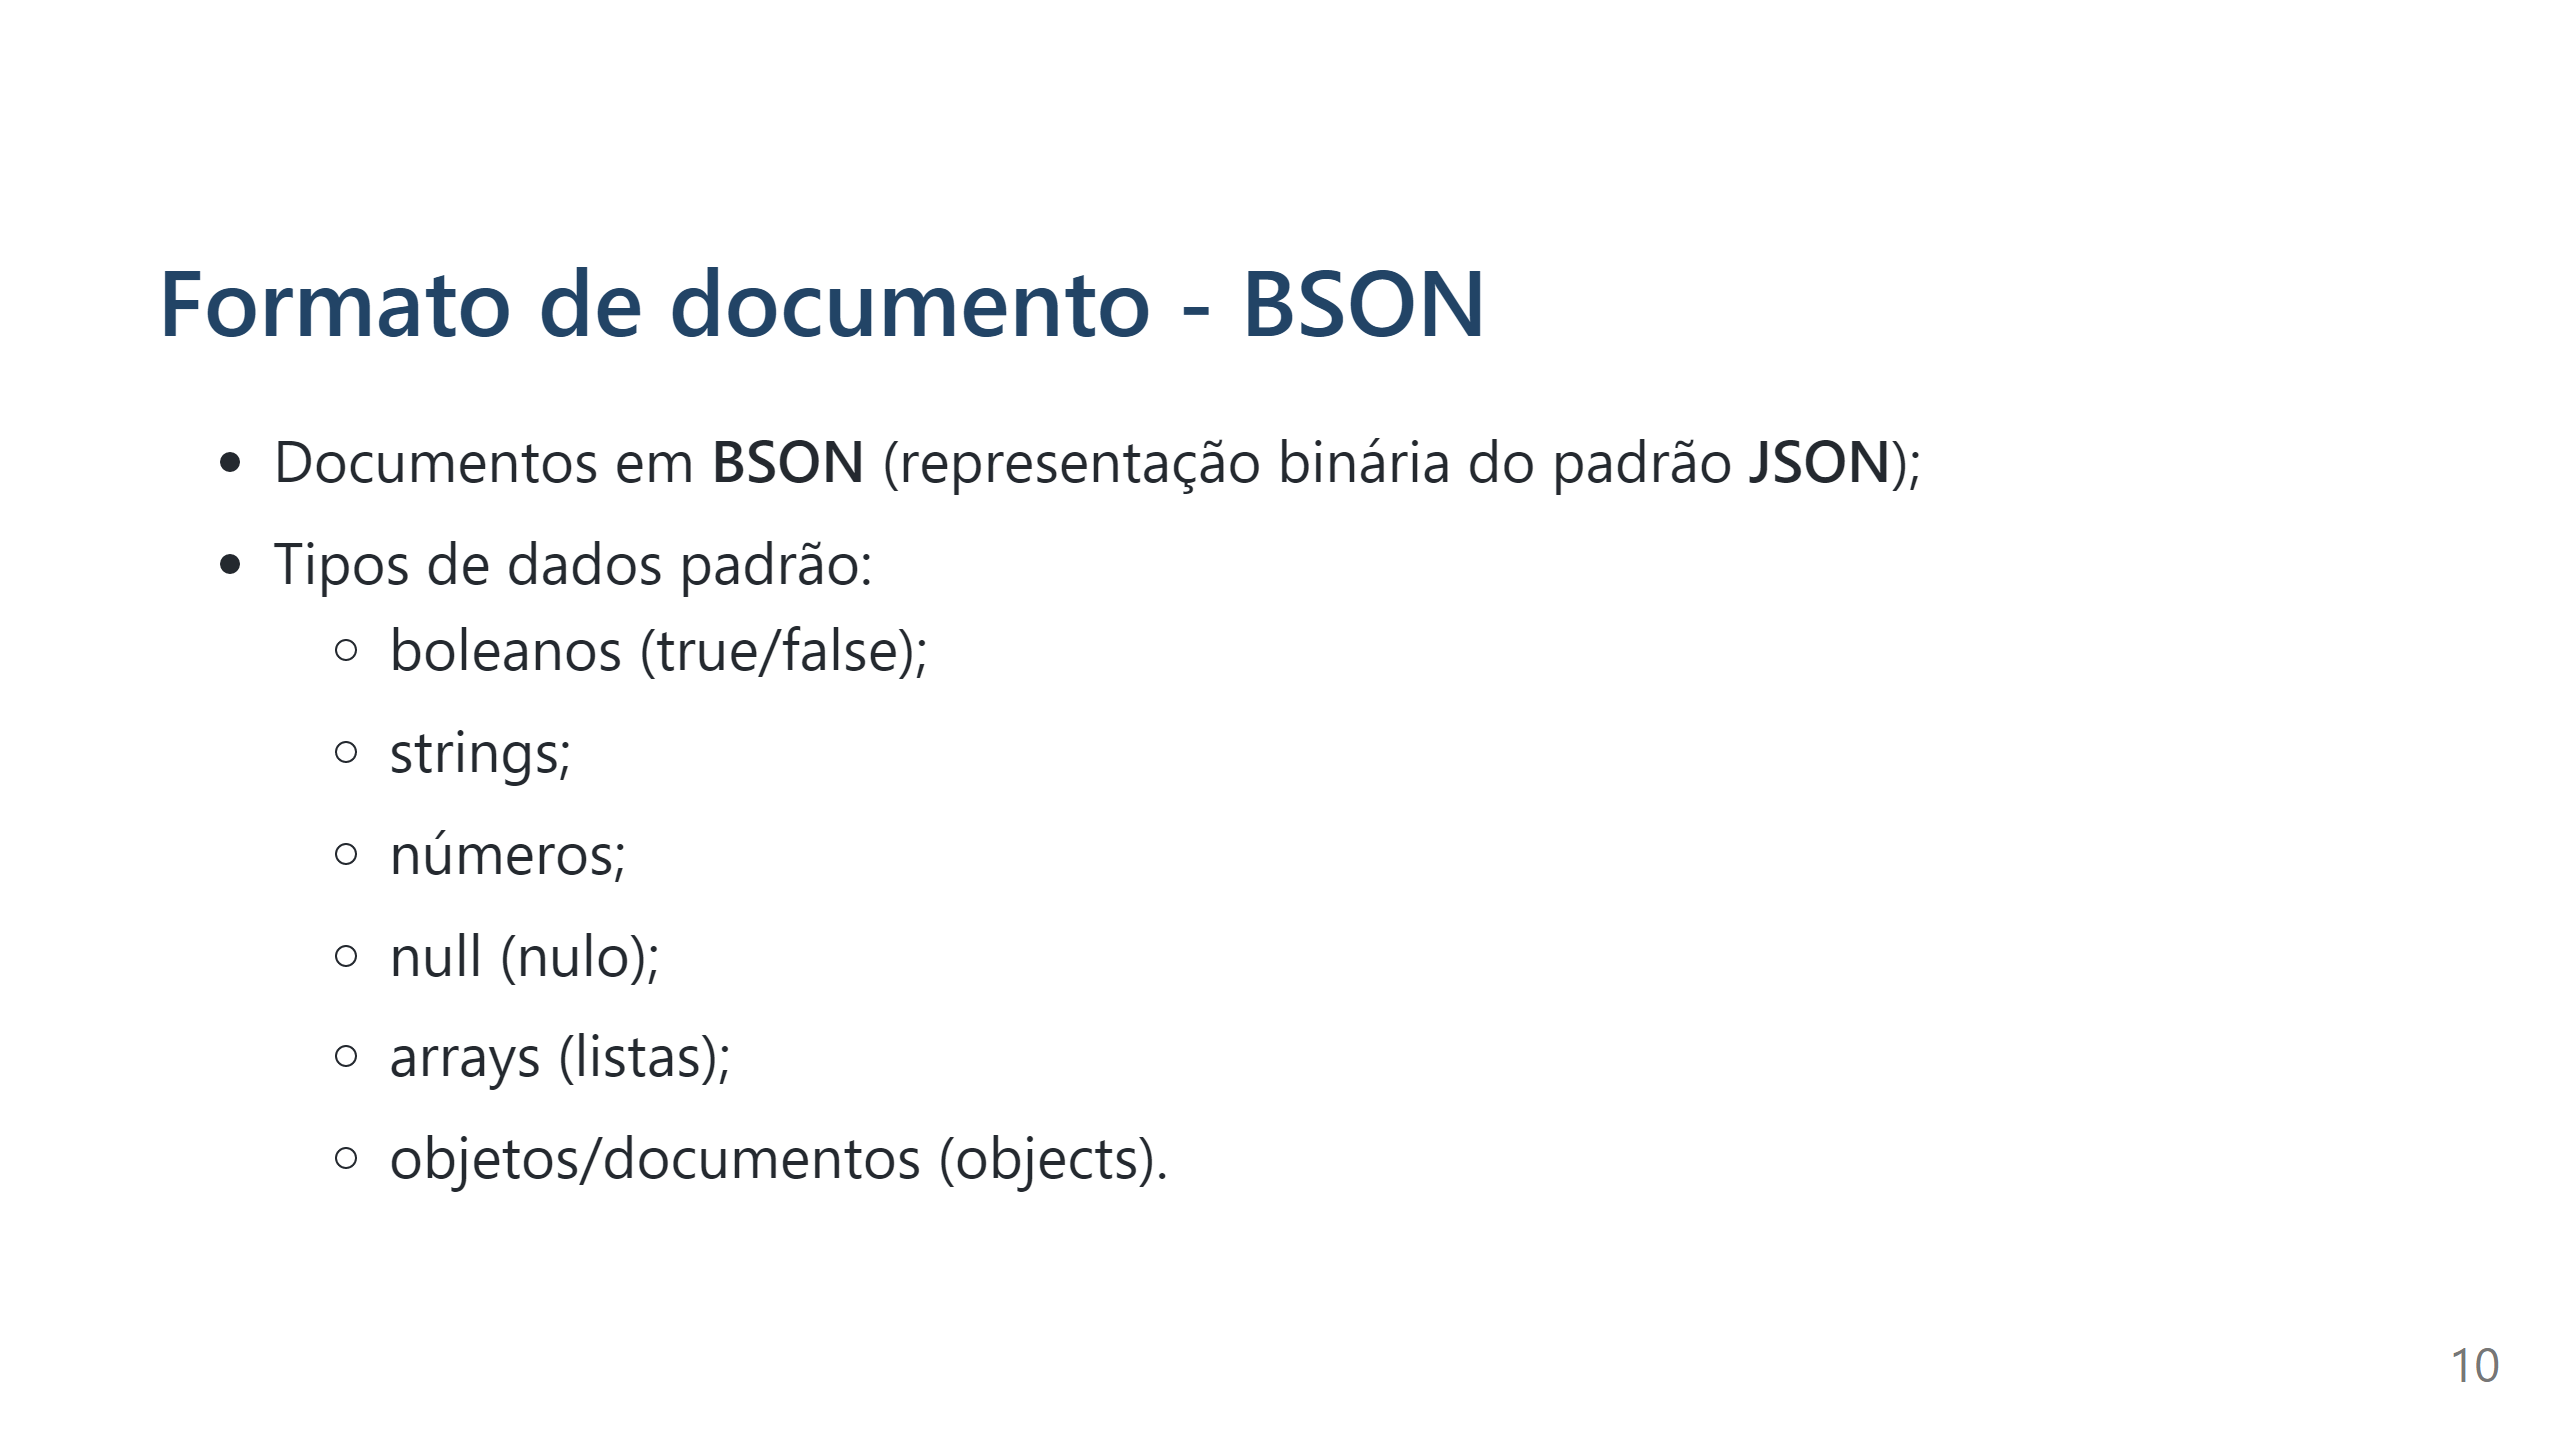 Formato de documento - BSON
• Documentos em BSON (representação binária do padrão JSON);
• Tipos de dados padrão:
○ boleanos (true/false);
○ strings;
○ números;
○ null (nulo);
○ arrays (listas);
○ objetos/documentos (objects).
10